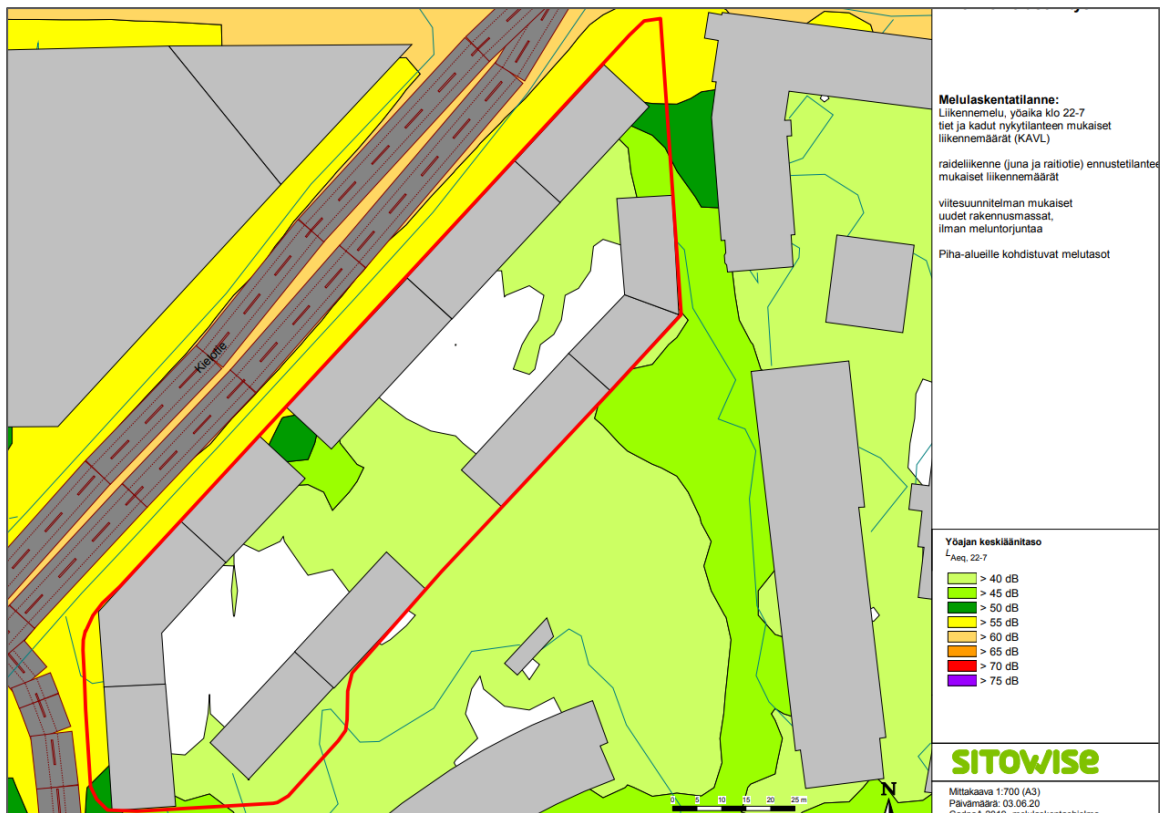 Melulaskentatilanne:
Liikennemelu, yöaika klo 22-7
tiet ja kadut nykytilanteen mukaiset
liikennemäärät (KAVL)
raideliikenne (juna ja raitiotie) ennustetilantee
mukaiset liikennemäärät
viitesuunnitelman mukaiset
uudet rakennusmassat,
ilman meluntorjuntaa
Piha-alueille kohdistuvat melutasot
Kielotie
Yöajan keskiäänitaso
LAeq, 22-7
> 40 dB
> 45 dB
> 50 dB
> 55 dB
> 60 dB
> 65 dB
> 70 dB
> 75 dB
SITOWISE
N
0 5 10 15 20 25 m
Mittakaava 1:700 (A3)
Päivämäärä: 03.06.20